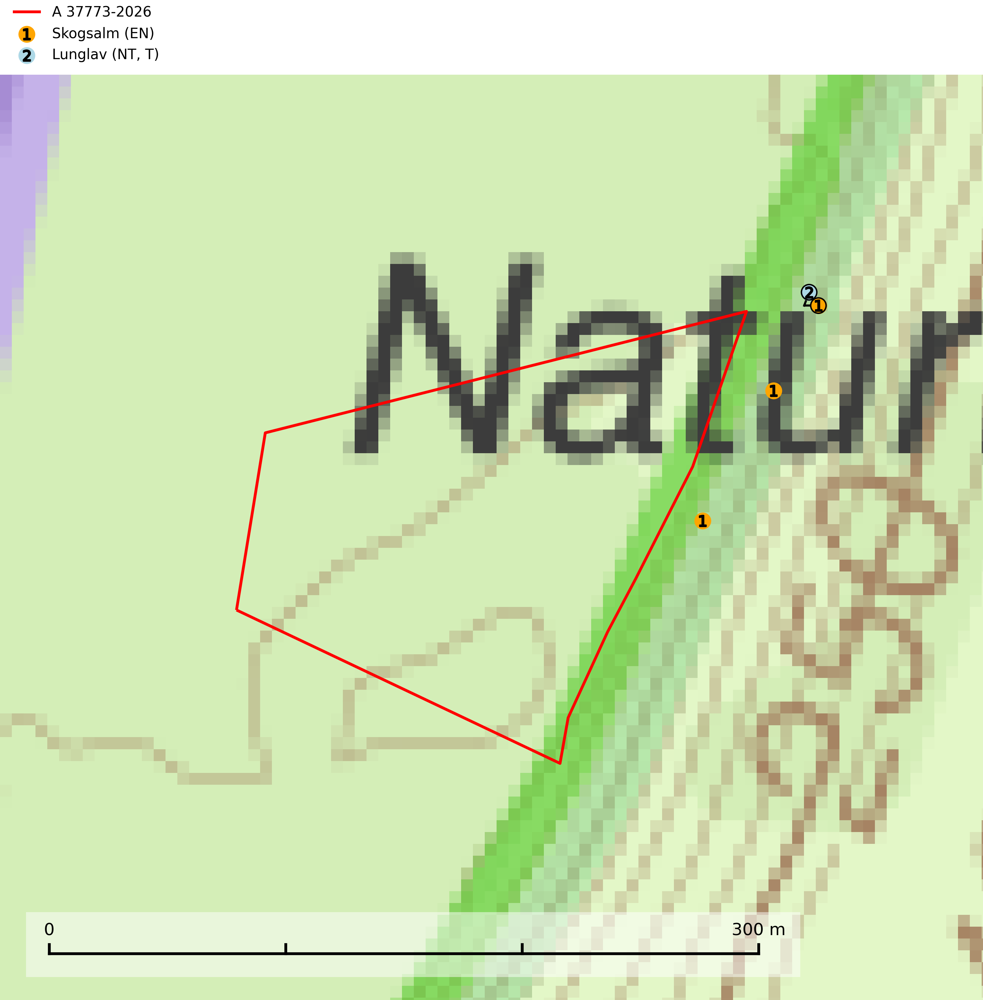 A 37773-2026
1 Skogsalm (EN)
2 Lunglav (NT, T)
Natur
2
1
1
1
0 300 m